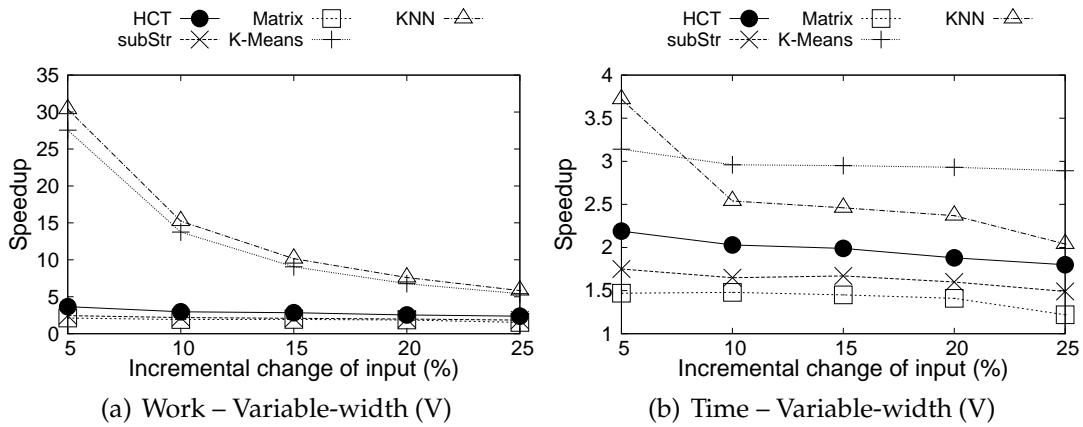 HCT Matrix KNN
subStr K-Means
35
30
25
20
15
10
5
0
Speedup
5 10 15 20 25
Incremental change of input (%)
(a) Work – Variable-width (V)
HCT Matrix KNN
subStr K-Means
4
3.5
3
2.5
2
1.5
1
Speedup
5 10 15 20 25
Incremental change of input (%)
(b) Time – Variable-width (V)